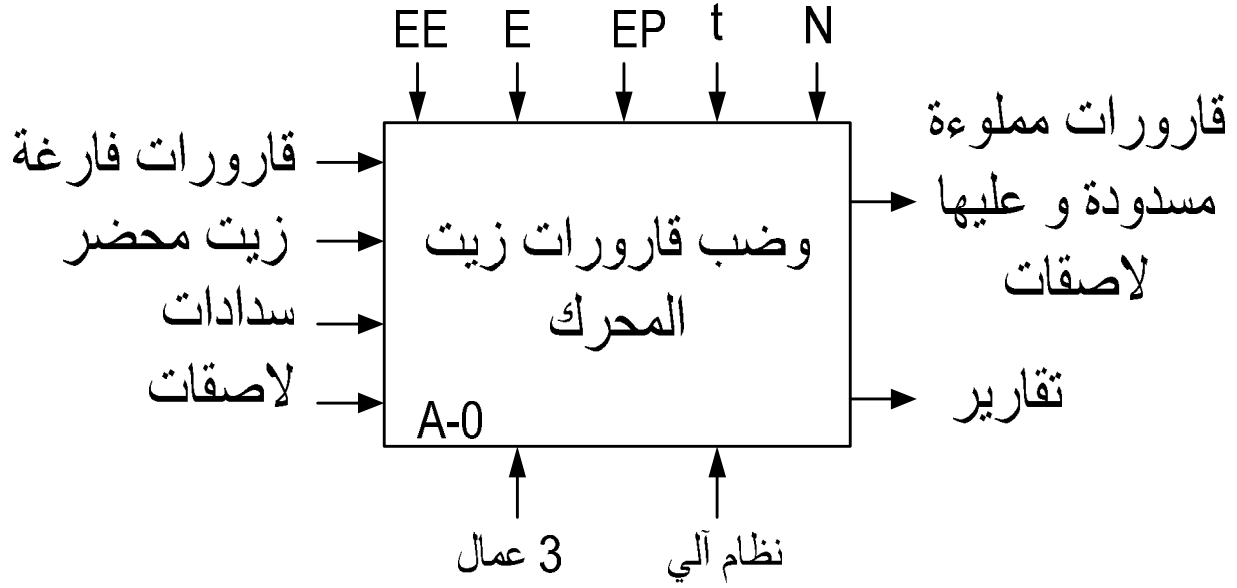 EE E EP t N
قارورات فارغة
زيت محضر
سدادات
لاصقات
وضب قارورات زيت
المحرك
A-0
قارورات مملوءة
مسدودة و عليها
لاصقات
تقارير
3 عمال
نظام آلي